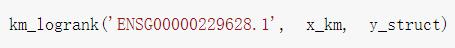 km_logrank('ENSG00000229628.1', x_km, y_struct)